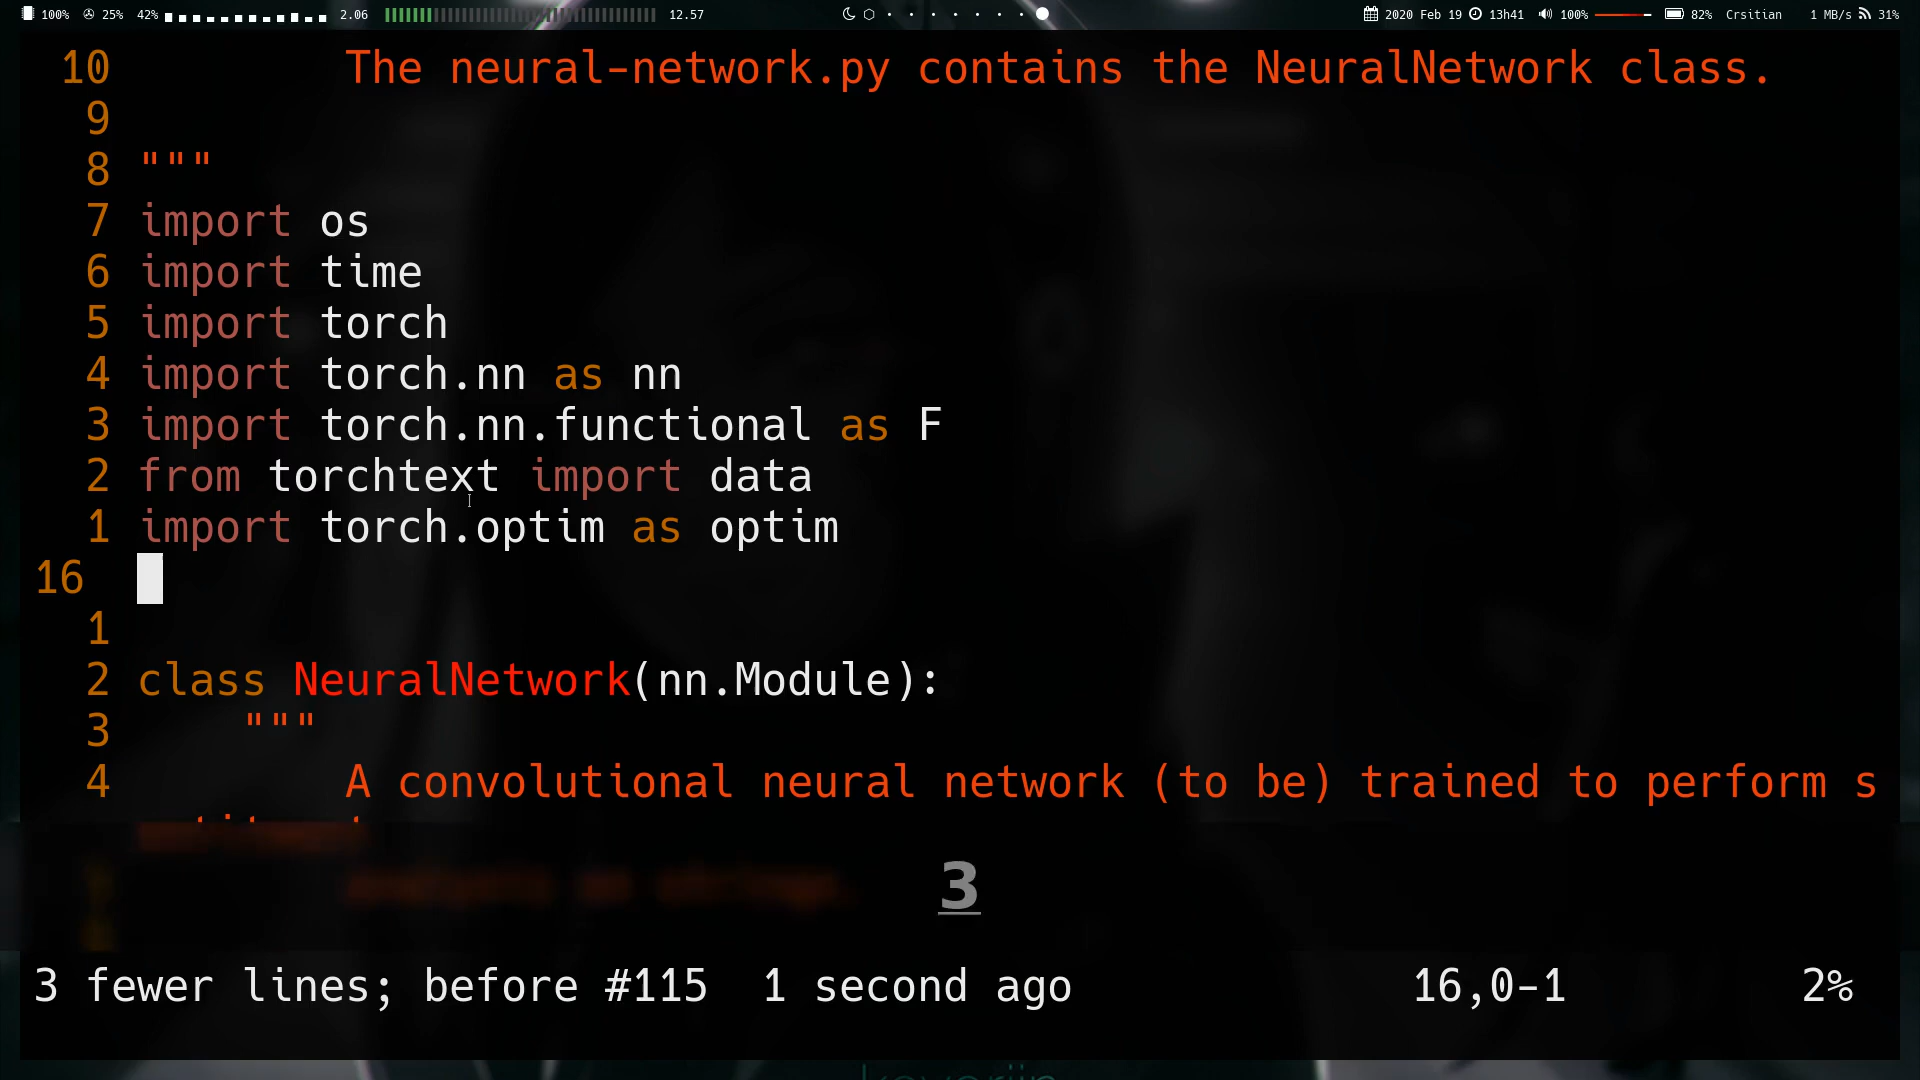 100% 25% 42% 2.06 12.57 2020 Feb 19 13h41 100% 82% Crsitian 1 MB/s 31%
10 The neural-network.py contains the NeuralNetwork class.
9
8 """
7 import os
6 import time
5 import torch
4 import torch.nn as nn
3 import torch.nn.functional as F
2 from torchtext import data
1 import torch.optim as optim
16
1
2 class NeuralNetwork(nn.Module):
3 """
4 A convolutional neural network (to be) trained to perform s
3
3 fewer lines; before #115 1 second ago 16,0-1 2%